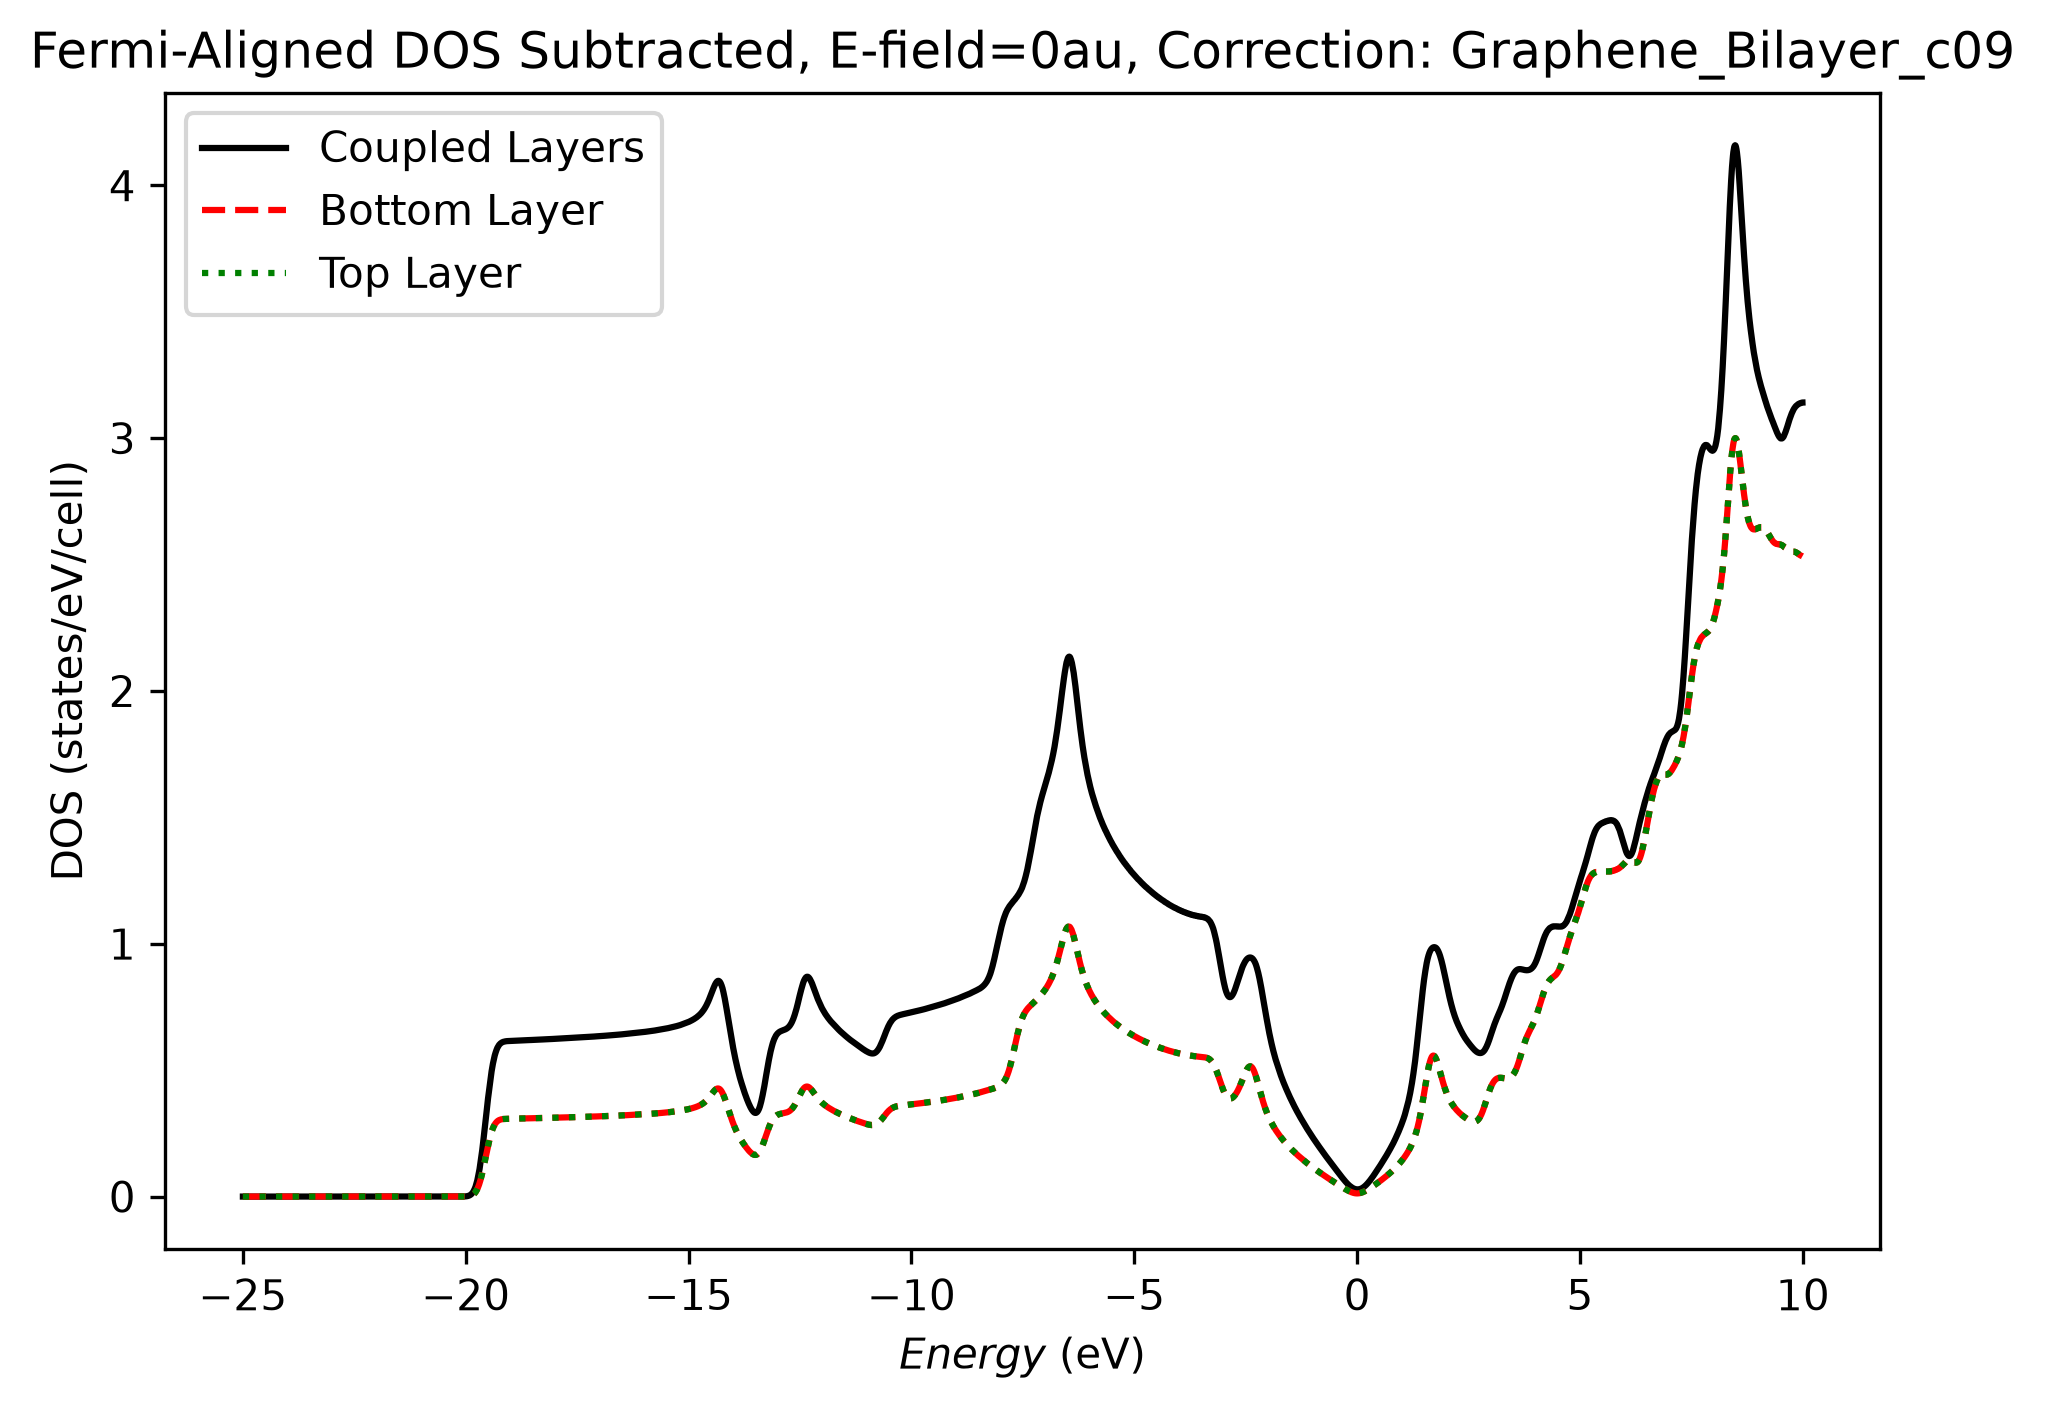 Fermi-Aligned DOS Subtracted, E-field=0au, Correction: Graphene_Bilayer_c09
Coupled Layers
Bottom Layer
Top Layer
DOS (states/eV/cell)
4
3
2
1
0
−25 −20 −15 −10 −5 0 5 10
Energy (eV)